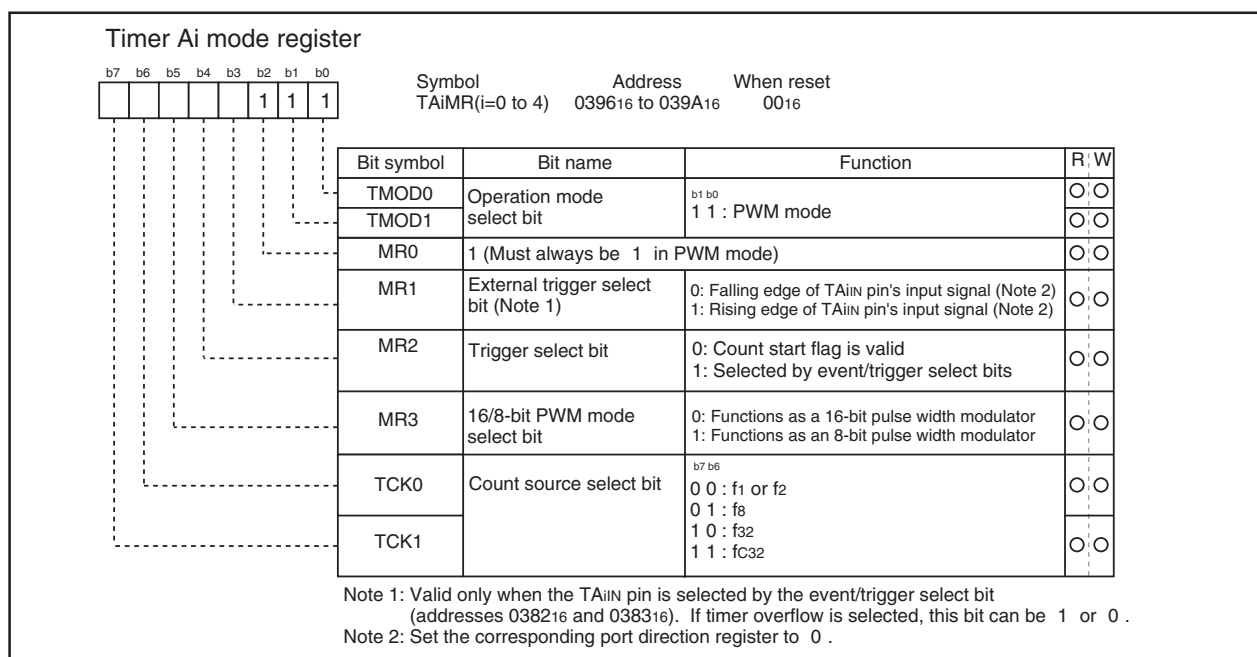 Timer Ai mode register
b7 b6 b5 b4 b3 b2 b1 b0
1 1 1
Symbol Address When reset
TAiMR(i=0 to 4) 039616 to 039A16 0016
Bit symbol Bit name Function R W
TMOD0 Operation mode select bit b1 b0
TMOD1 1 1 : PWM mode
MR0 1 (Must always be 1 in PWM mode)
MR1 External trigger select bit (Note 1) 0: Falling edge of TAiIN pin's input signal (Note 2)
1: Rising edge of TAiIN pin's input signal (Note 2)
MR2 Trigger select bit 0: Count start flag is valid
1: Selected by event/trigger select bits
MR3 16/8-bit PWM mode select bit 0: Functions as a 16-bit pulse width modulator
1: Functions as an 8-bit pulse width modulator
b7 b6
TCK0 Count source select bit 0 0 : f1 or f2
0 1 : f8
TCK1 1 0 : f32
1 1 : fC32
Note 1: Valid only when the TAiIN pin is selected by the event/trigger select bit
(addresses 038216 and 038316). If timer overflow is selected, this bit can be 1 or 0 .
Note 2: Set the corresponding port direction register to 0 .